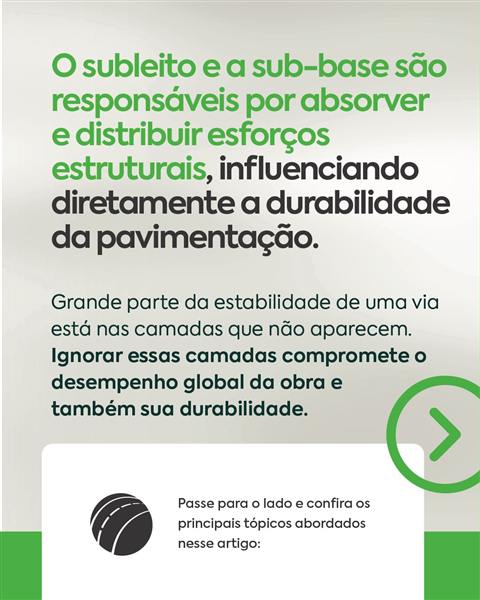 O subleito e a sub-base são
responsáveis por absorver
e distribuir esforços
estruturais, influenciando
diretamente a durabilidade
da pavimentação.
Grande parte da estabilidade de uma via
está nas camadas que não aparecem.
Ignorar essas camadas compromete o
desempenho global da obra e
também sua durabilidade.
Passe para o lado e confira os
principais tópicos abordados
nesse artigo: